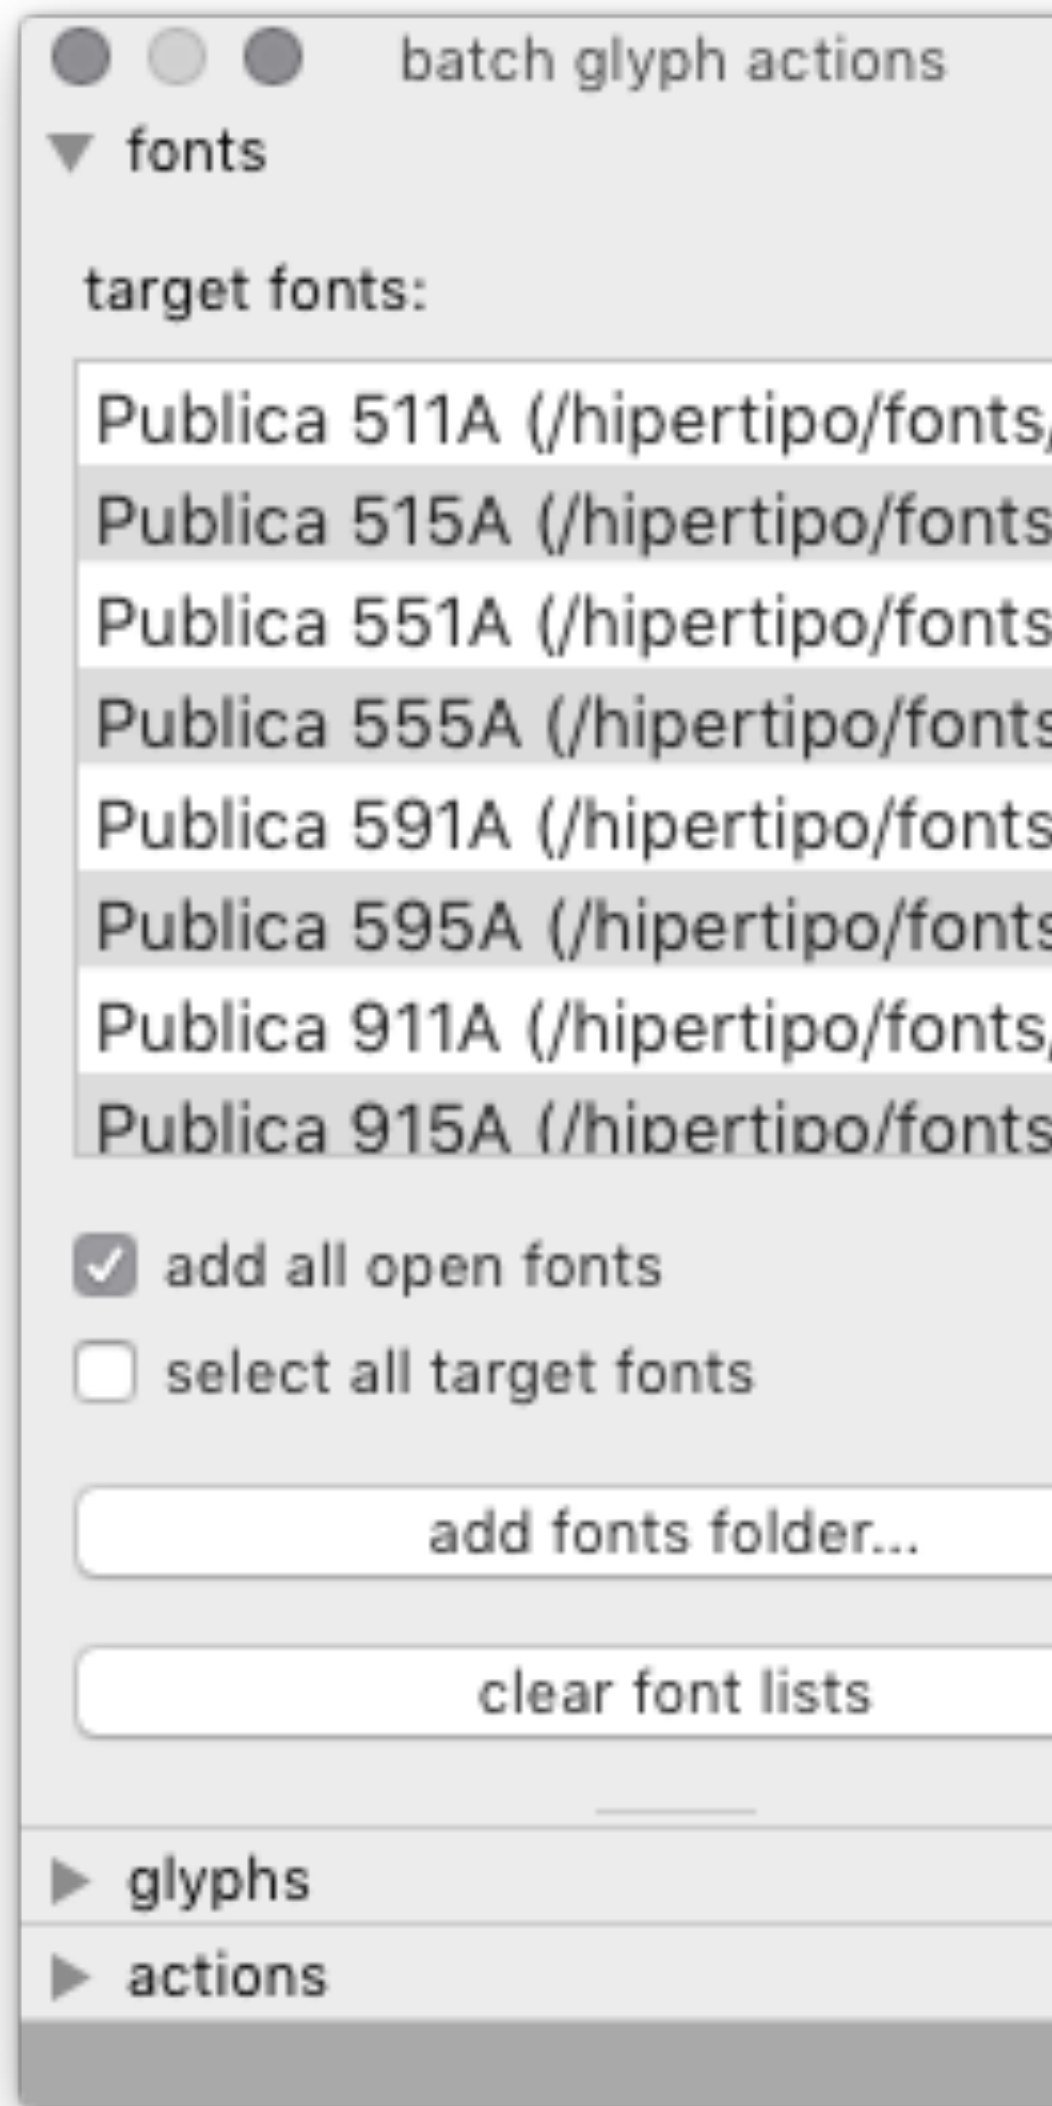 batch glyph actions
fonts
target fonts:
Publica 511A (/hipertipo/fonts/
Publica 515A (/hipertipo/fonts
Publica 551A (/hipertipo/fonts
Publica 555A (/hipertipo/fonts
Publica 591A (/hipertipo/fonts
Publica 595A (/hipertipo/fonts
Publica 911A (/hipertipo/fonts/
Publica 915A (/hipertipo/fonts
add all open fonts
select all target fonts
add fonts folder...
clear font lists
glyphs
actions